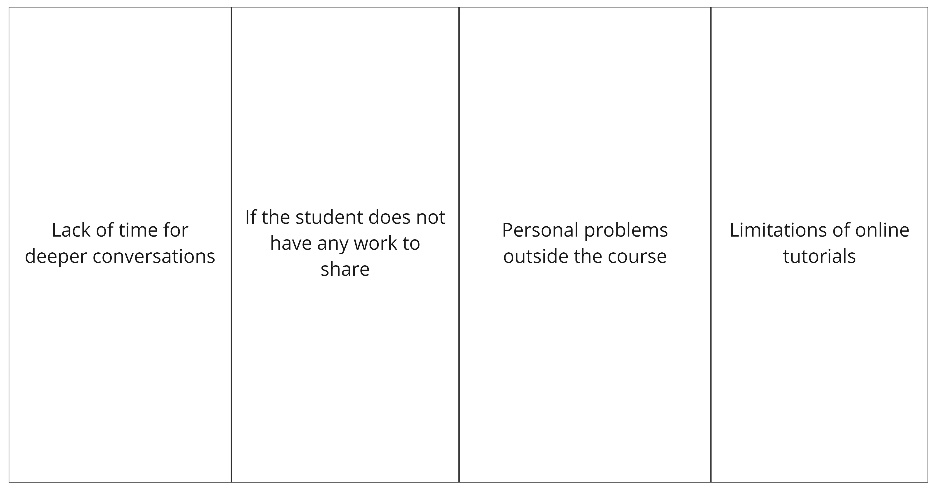 Lack of time for
deeper conversations
If the student does not
have any work to
share
Personal problems
outside the course
Limitations of online
tutorials